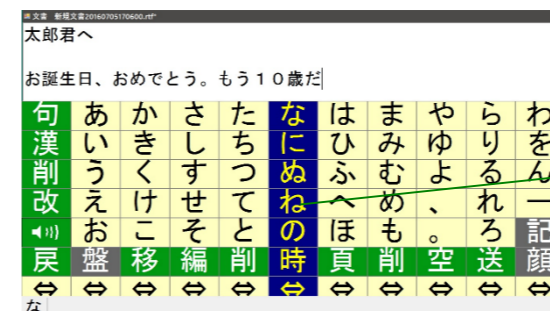 文書 新規文書20160705170600.rtf*
太郎君へ
お誕生日、おめでとう。もう１０歳だ
句 あ か さ た な は ま や ら わ
漢 い き し ち に ひ み ゆ り を
削 う く す つ ぬ ふ む よ る ん
改 え け せ て ね へ め 、 れ ー
お こ そ と の ほ も 。 ろ 記
戻 盤 移 編 削 時 頁 削 空 送 顔
⇔ ⇔ ⇔ ⇔ ⇔ ⇔ ⇔ ⇔ ⇔ ⇔ ⇔
な